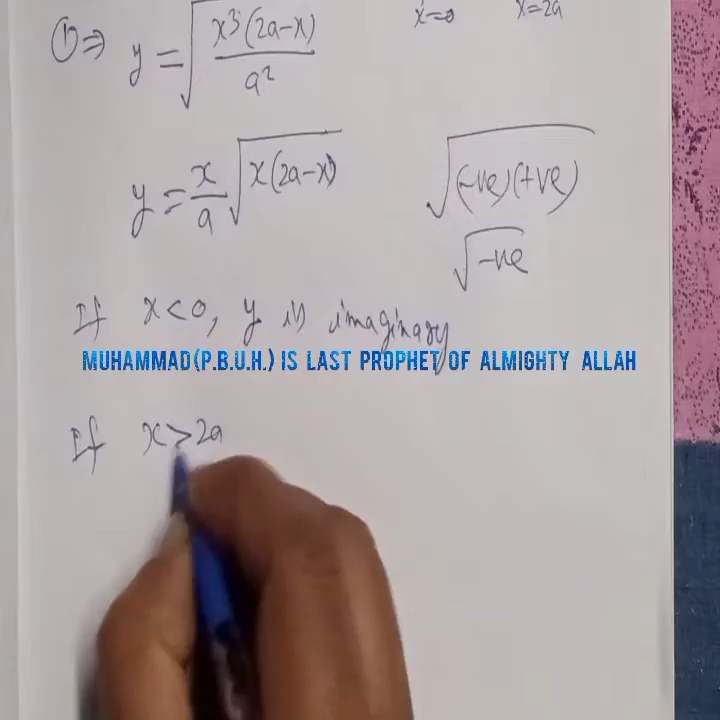 x=0 x=2a
①⇒ y = √(x³(2a-x)/a²)
y = x/a √(x(2a-x)) √((-ve)(+ve))
√(-ve)
If x<0, y is imaginary
MUHAMMAD(P.B.U.H.) IS LAST PROPHET OF ALMIGHTY ALLAH
If x>2a